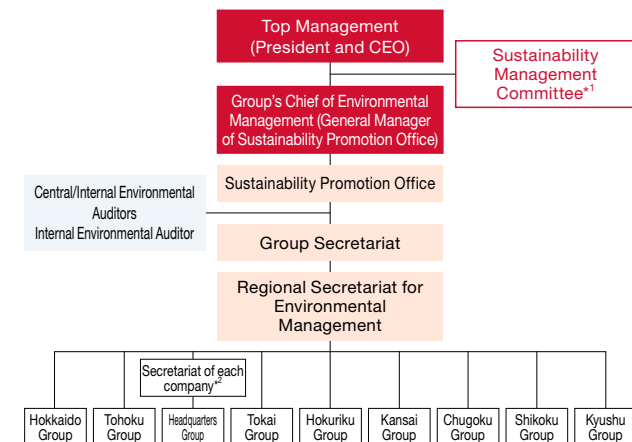 Top Management
(President and CEO)
Sustainability
Management
Committee*1
Group's Chief of Environmental
Management (General Manager
of Sustainability Promotion Office)
Sustainability Promotion Office
Central/Internal Environmental
Auditors
Internal Environmental Auditor
Group Secretariat
Regional Secretariat for
Environmental
Management
Secretariat of each
company*2
Hokkaido
Group
Tohoku
Group
Headquarters
Group
Tokai
Group
Hokuriku
Group
Kansai
Group
Chugoku
Group
Shikoku
Group
Kyushu
Group